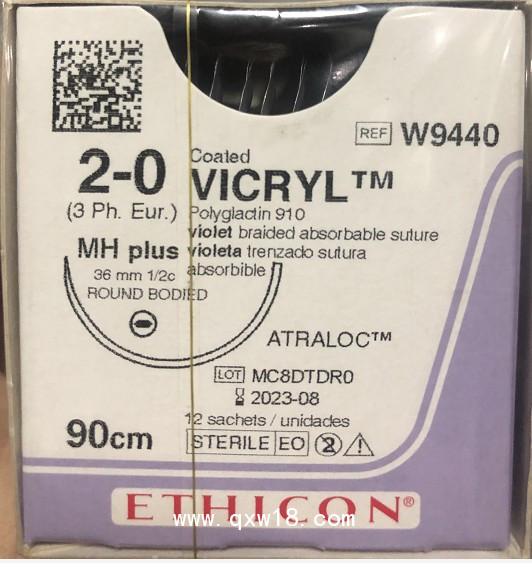 REF W9440
2-0
(3 Ph. Eur.)
Coated
VICRYL™
Polyglactin 910
violet braided absorbable suture
violeta trenzado sutura
absorbible
MH plus
36 mm 1/2c
ROUND BODIED
ATRALOC™
LOT MC8DTDR0
2023-08
12 sachets / unidades
90cm
STERILE EO 2
ETHICON®
www.qxw18.com